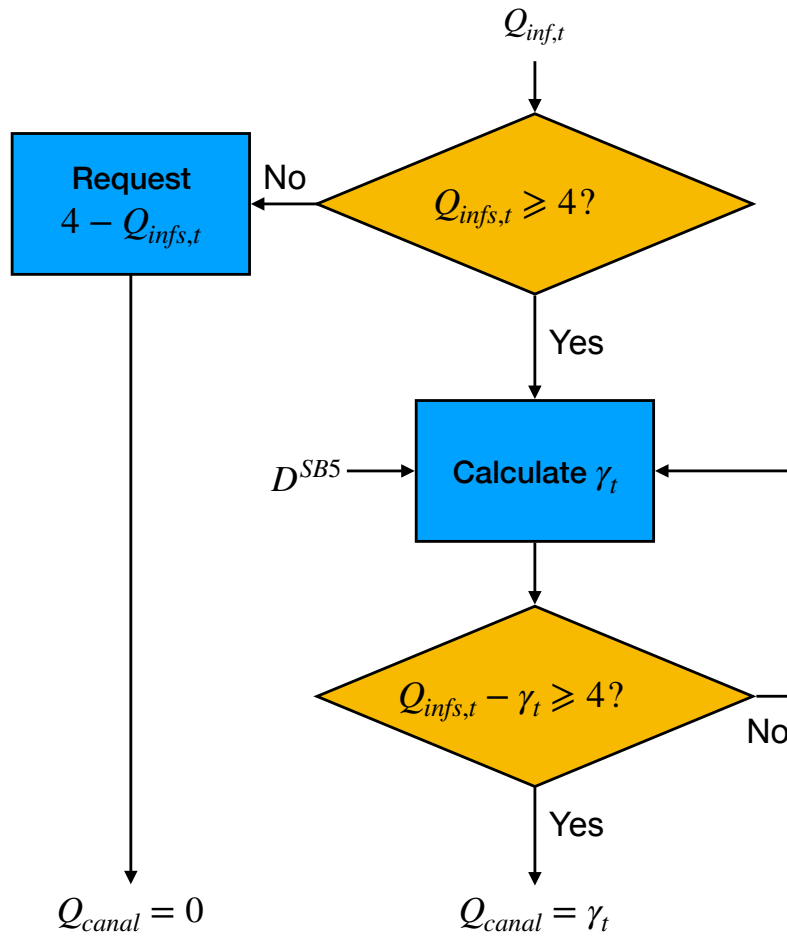 Q_{inf,t}
Q_{infs,t} ⩾ 4?
No
Request
4 − Q_{infs,t}
Yes
D^{SB5}
Calculate γ_t
Q_{infs,t} − γ_t ⩾ 4?
No
Yes
Q_{canal} = 0
Q_{canal} = γ_t